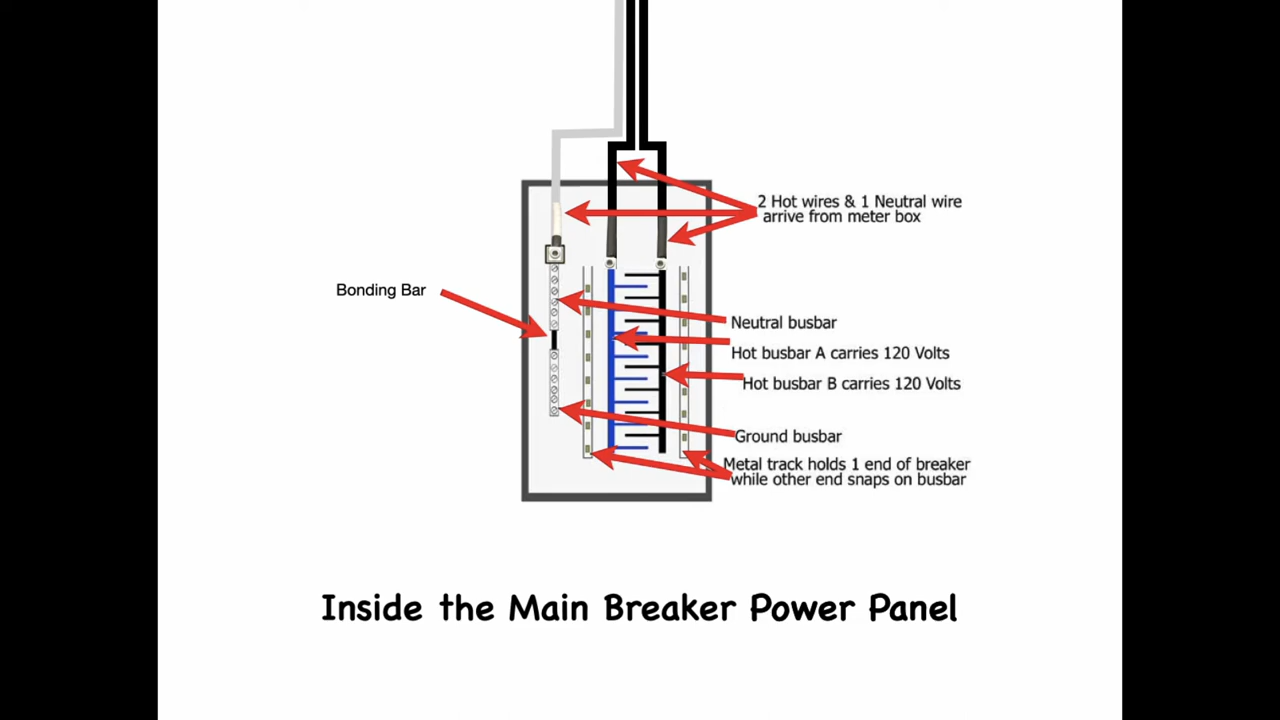 2 Hot wires & 1 Neutral wire
arrive from meter box
Bonding Bar
Neutral busbar
Hot busbar A carries 120 Volts
Hot busbar B carries 120 Volts
Ground busbar
Metal track holds 1 end of breaker
while other end snaps on busbar
Inside the Main Breaker Power Panel